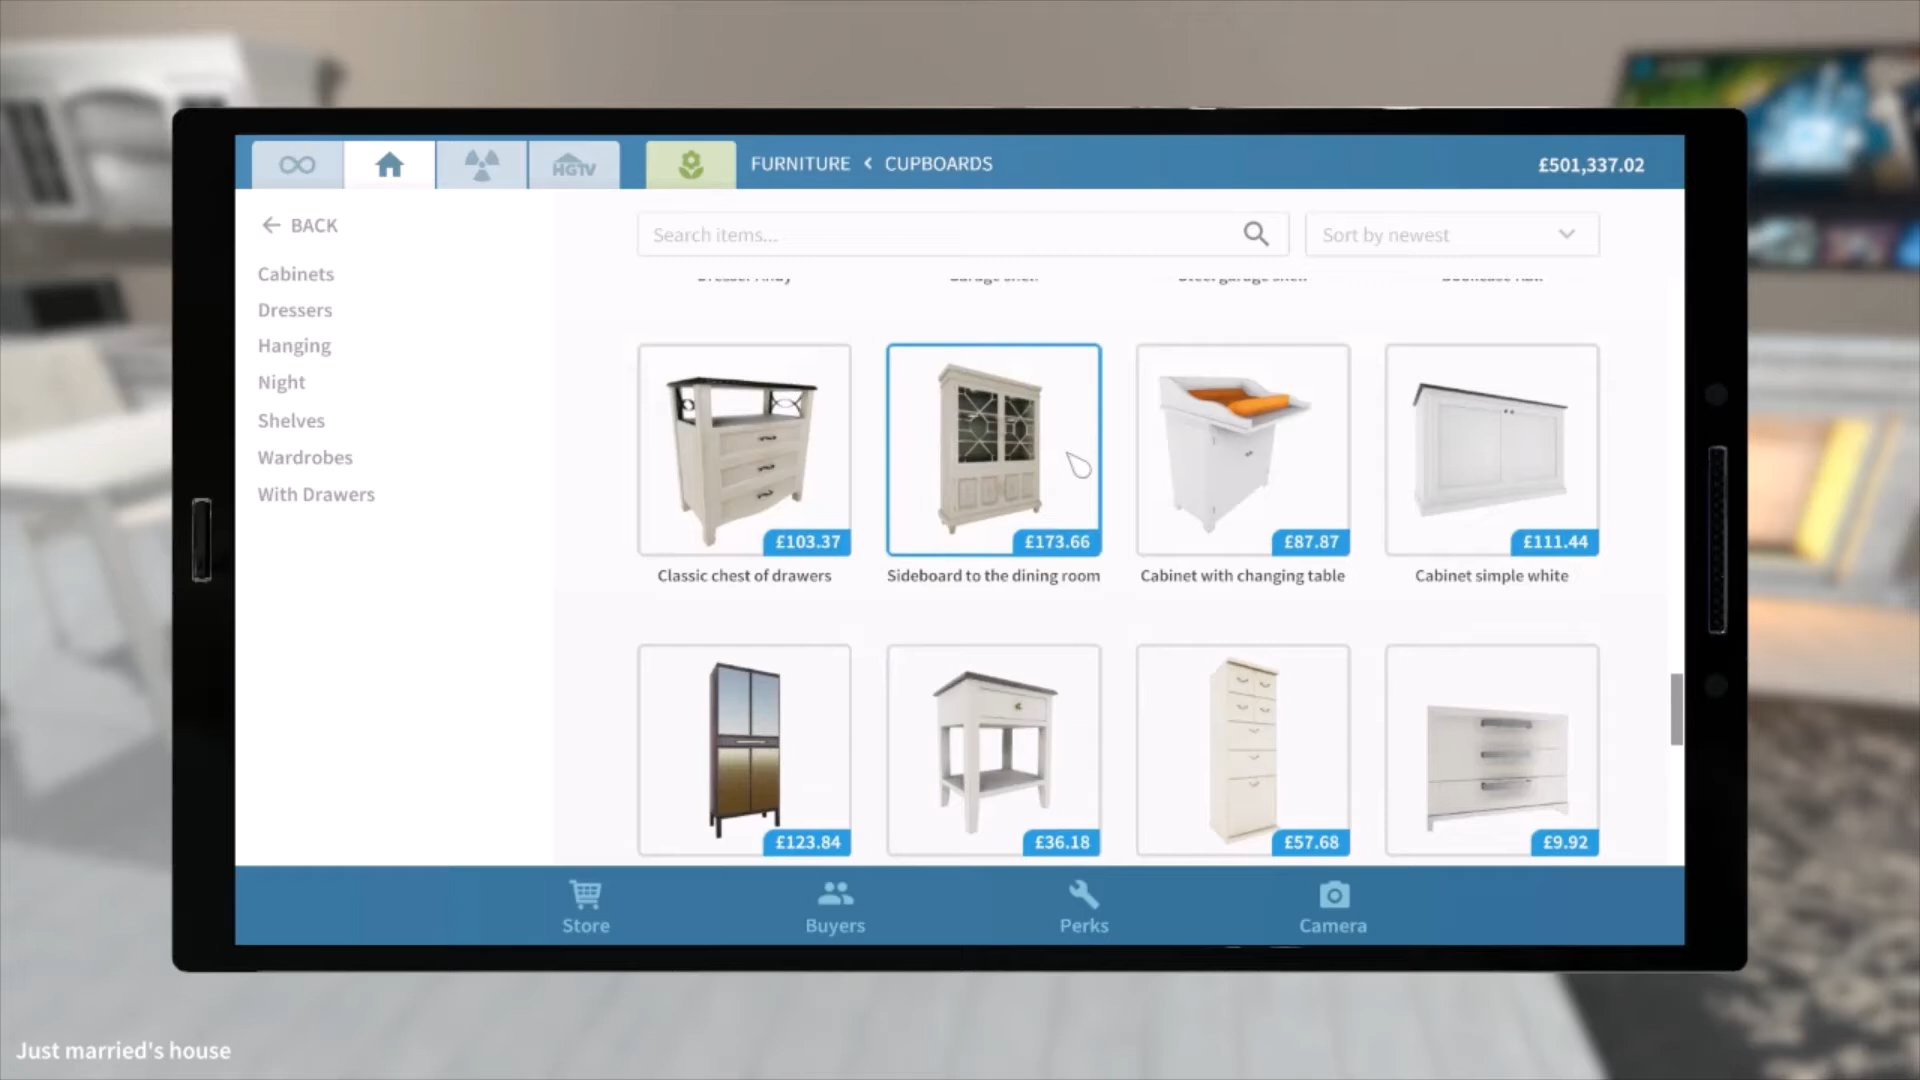 HGTV
FURNITURE < CUPBOARDS
£501,337.02
BACK
Search items...
Sort by newest
Cabinets
Dressers
Hanging
Night
Shelves
Wardrobes
With Drawers
£103.37
£173.66
£87.87
£111.44
Classic chest of drawers
Sideboard to the dining room
Cabinet with changing table
Cabinet simple white
£123.84
£36.18
£57.68
£9.92
Store
Buyers
Perks
Camera
Just married's house